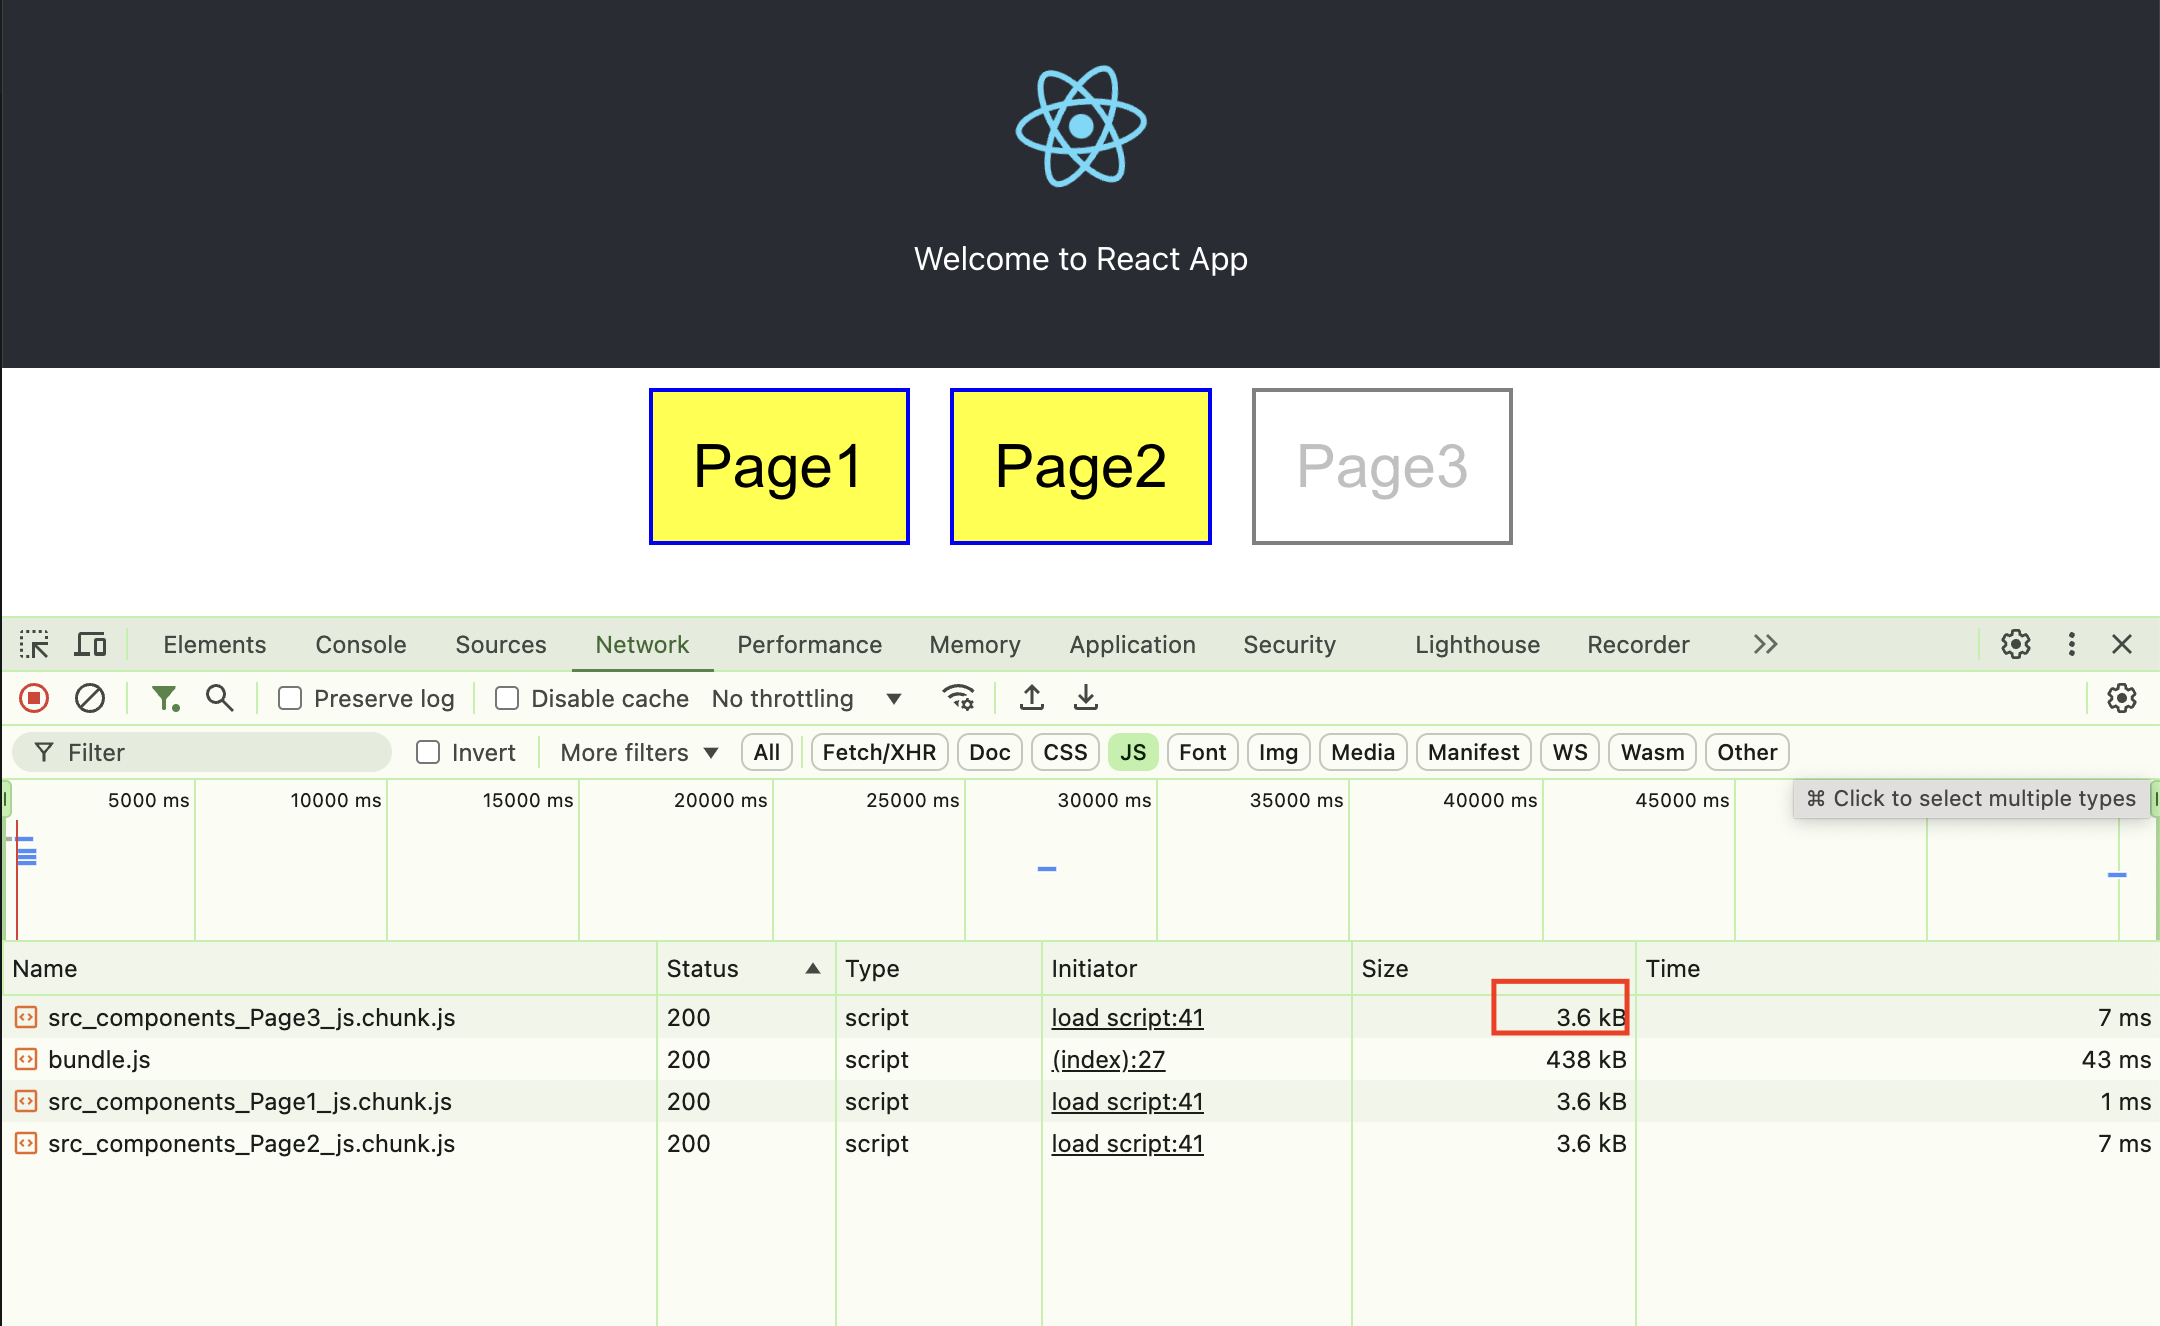 Welcome to React App
Page1 Page2 Page3
Elements Console Sources Network Performance Memory Application Security Lighthouse Recorder
Preserve log Disable cache No throttling
Filter Invert More filters All Fetch/XHR Doc CSS JS Font Img Media Manifest WS Wasm Other
5000 ms 10000 ms 15000 ms 20000 ms 25000 ms 30000 ms 35000 ms 40000 ms 45000 ms ⌘ Click to select multiple types
Name Status Type Initiator Size Time
src_components_Page3_js.chunk.js 200 script load script:41 3.6 kB 7 ms
bundle.js 200 script (index):27 438 kB 43 ms
src_components_Page1_js.chunk.js 200 script load script:41 3.6 kB 1 ms
src_components_Page2_js.chunk.js 200 script load script:41 3.6 kB 7 ms